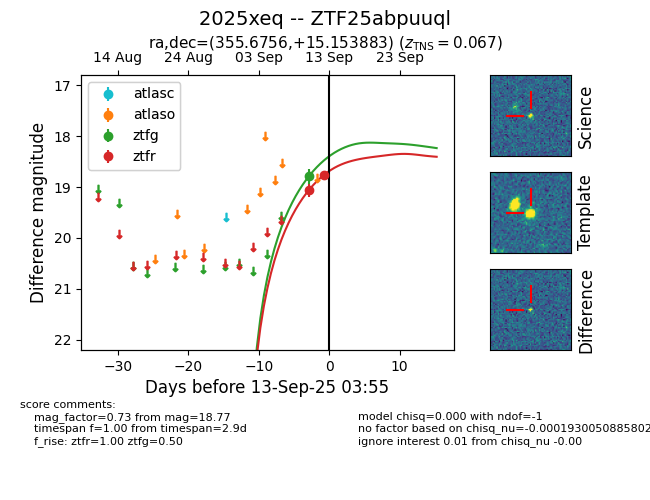 2025xeq -- ZTF25abpuuql
ra,dec=(355.6756,+15.153883) (z_TNS = 0.067)
14 Aug 24 Aug 03 Sep 13 Sep 23 Sep
atlasc
atlaso
ztfg
ztfr
17
18
19
20
21
22
Difference magnitude
−30 −20 −10 0 10
Days before 13-Sep-25 03:55
Science
Template
Difference
score comments:
mag_factor=0.73 from mag=18.77
timespan f=1.00 from timespan=2.9d
f_rise: ztfr=1.00 ztfg=0.50
model chisq=0.000 with ndof=-1
no factor based on chisq_nu=-0.0001930050885802
ignore interest 0.01 from chisq_nu -0.00